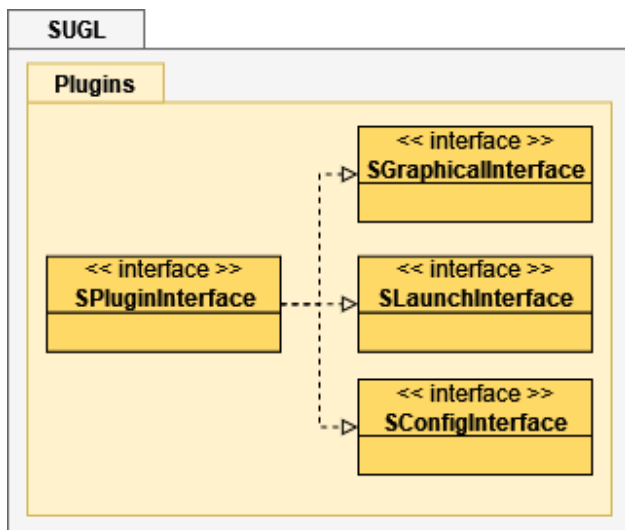 SUGL
Plugins
<< interface >>
SGraphicalInterface
<< interface >>
SPluginInterface
<< interface >>
SLaunchInterface
<< interface >>
SConfigInterface